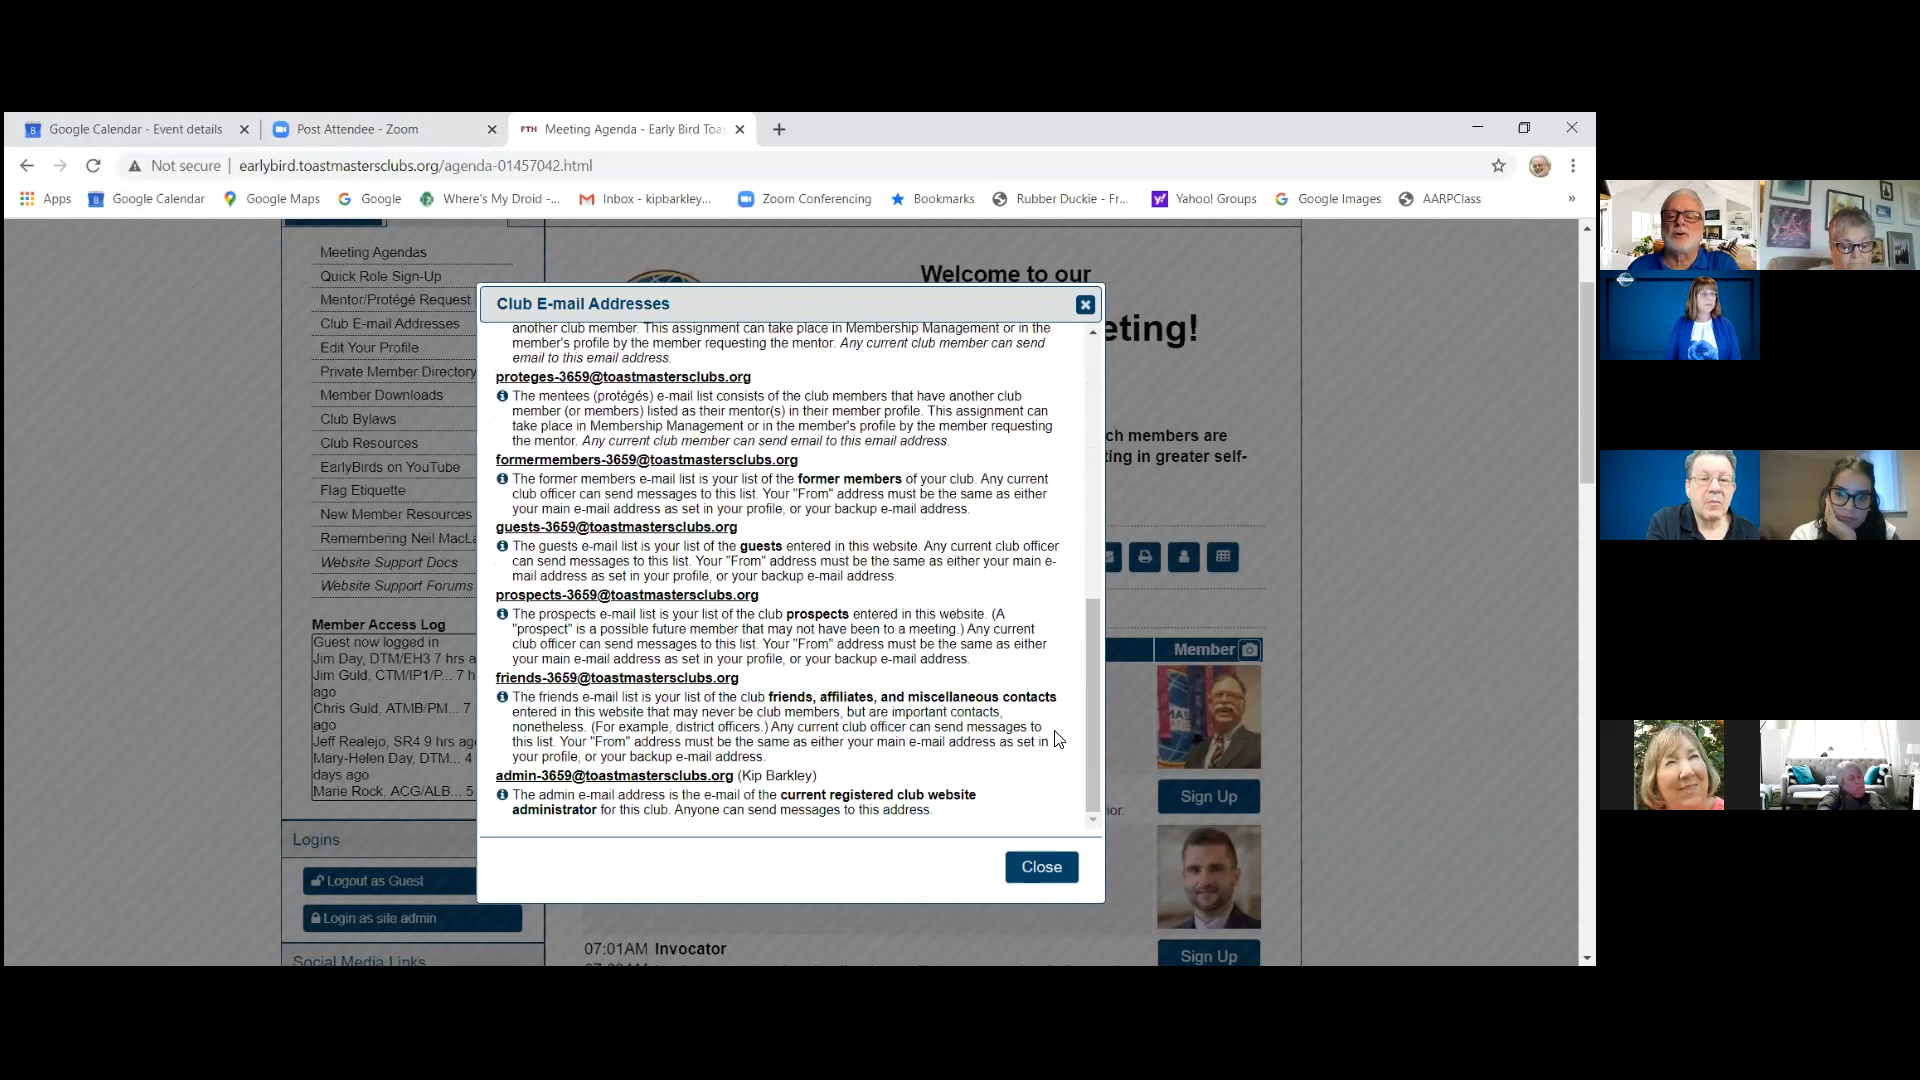 Google Calendar - Event details
Post Attendee - Zoom
FTH Meeting Agenda - Early Bird Toa
Not secure | earlybird.toastmastersclubs.org/agenda-01457042.html
Apps 8 Google Calendar Google Maps Google Where's My Droid -... Inbox - kipbarkley... Zoom Conferencing Bookmarks Rubber Duckie - Fr... Yahoo! Groups Google Images AARPClass »
Meeting Agendas
Quick Role Sign-Up
Mentor/Protégé Request
Club E-mail Addresses
Edit Your Profile
Private Member Directory
Member Downloads
Club Bylaws
Club Resources
EarlyBirds on YouTube
Flag Etiquette
New Member Resources
Remembering Neil MacLa
Website Support Docs
Website Support Forums
Member Access Log
Guest now logged in
Jim Day, DTM/EH3 7 hrs a
Jim Guld, CTM/IP1/P... 7 h
ago
Chris Guld, ATMB/PM... 7
ago
Jeff Realejo, SR4 9 hrs ag
Mary-Helen Day, DTM... 4
days ago
Marie Rock, ACG/ALB... 5
Logins
Logout as Guest
Login as site admin
Social Media Links
Welcome to our
eting!
ch members are
ting in greater self-
Club E-mail Addresses
another club member. This assignment can take place in Membership Management or in the
member's profile by the member requesting the mentor. Any current club member can send
email to this email address.
proteges-3659@toastmastersclubs.org
The mentees (protégés) e-mail list consists of the club members that have another club
member (or members) listed as their mentor(s) in their member profile. This assignment can
take place in Membership Management or in the member's profile by the member requesting
the mentor. Any current club member can send email to this email address.
formermembers-3659@toastmastersclubs.org
The former members e-mail list is your list of the former members of your club. Any current
club officer can send messages to this list. Your "From" address must be the same as either
your main e-mail address as set in your profile, or your backup e-mail address.
guests-3659@toastmastersclubs.org
The guests e-mail list is your list of the guests entered in this website. Any current club officer
can send messages to this list. Your "From" address must be the same as either your main e-
mail address as set in your profile, or your backup e-mail address.
prospects-3659@toastmastersclubs.org
The prospects e-mail list is your list of the club prospects entered in this website. (A
"prospect" is a possible future member that may not have been to a meeting.) Any current
club officer can send messages to this list. Your "From" address must be the same as either
your main e-mail address as set in your profile, or your backup e-mail address.
friends-3659@toastmastersclubs.org
The friends e-mail list is your list of the club friends, affiliates, and miscellaneous contacts
entered in this website that may never be club members, but are important contacts,
nonetheless. (For example, district officers.) Any current club officer can send messages to
this list. Your "From" address must be the same as either your main e-mail address as set in
your profile, or your backup e-mail address.
admin-3659@toastmastersclubs.org (Kip Barkley)
The admin e-mail address is the e-mail of the current registered club website
administrator for this club. Anyone can send messages to this address.
Close
Member
Sign Up
ior.
07:01AM Invocator
Sign Up